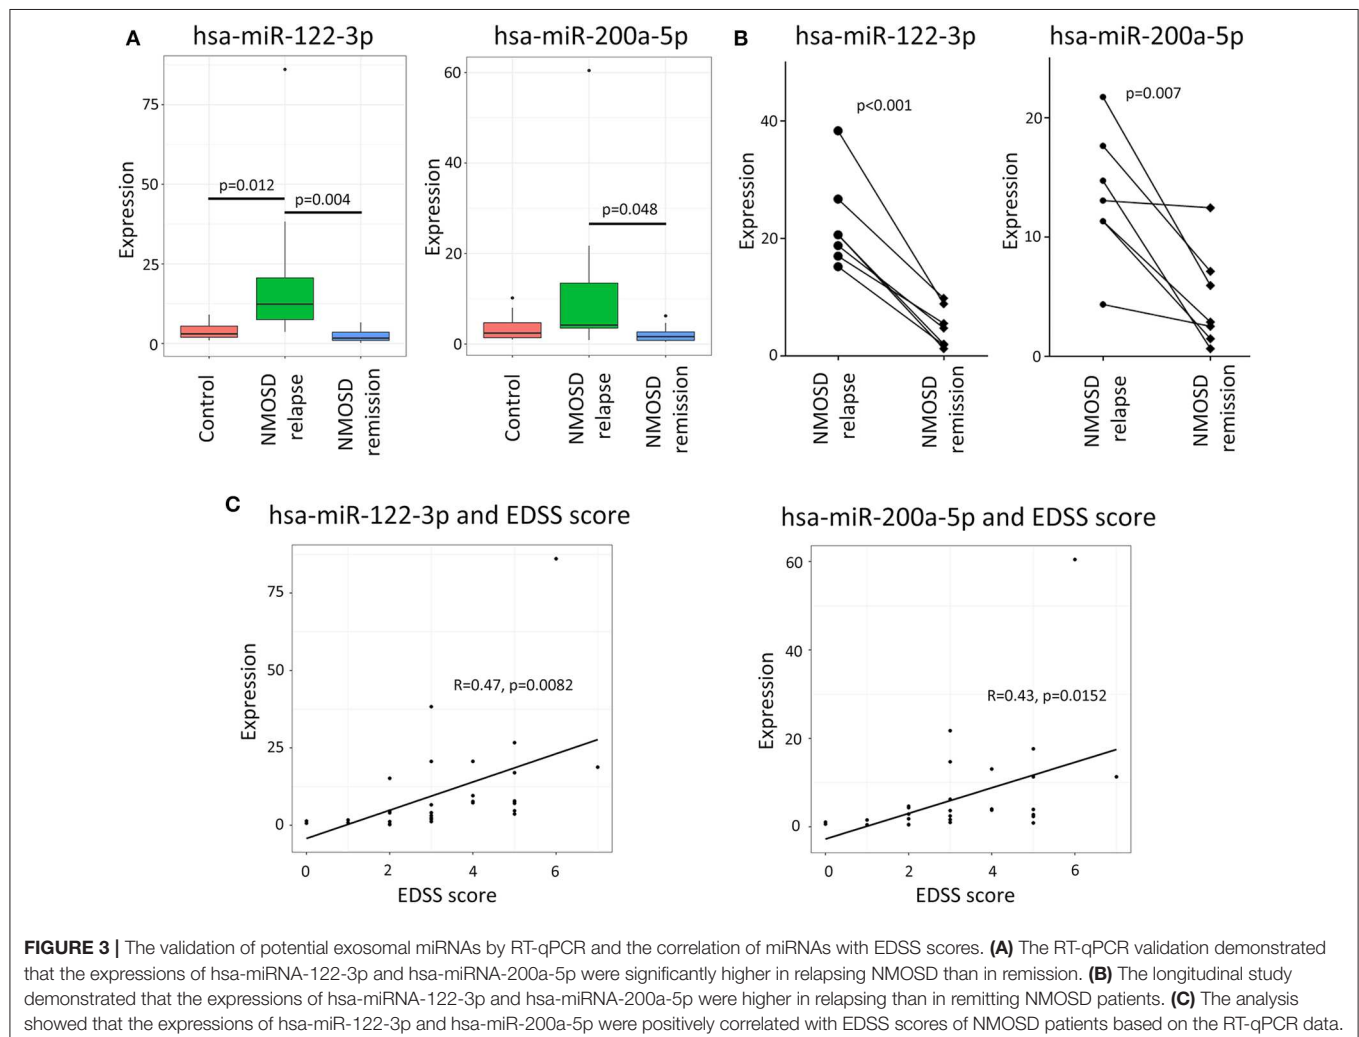 A
hsa-miR-122-3p
Expression
75
50
25
0
p=0.012
p=0.004
Control
NMOSD
relapse
NMOSD
remission
hsa-miR-200a-5p
Expression
60
40
20
0
p=0.048
Control
NMOSD
relapse
NMOSD
remission
B
hsa-miR-122-3p
Expression
40
20
0
p<0.001
NMOSD
relapse
NMOSD
remission
hsa-miR-200a-5p
Expression
20
10
0
p=0.007
NMOSD
relapse
NMOSD
remission
C
hsa-miR-122-3p and EDSS score
Expression
75
50
25
0
R=0.47, p=0.0082
0 2 4 6
EDSS score
hsa-miR-200a-5p and EDSS score
Expression
60
40
20
0
R=0.43, p=0.0152
0 2 4 6
EDSS score
FIGURE 3 | The validation of potential exosomal miRNAs by RT-qPCR and the correlation of miRNAs with EDSS scores. (A) The RT-qPCR validation demonstrated
that the expressions of hsa-miRNA-122-3p and hsa-miRNA-200a-5p were significantly higher in relapsing NMOSD than in remission. (B) The longitudinal study
demonstrated that the expressions of hsa-miRNA-122-3p and hsa-miRNA-200a-5p were higher in relapsing than in remitting NMOSD patients. (C) The analysis
showed that the expressions of hsa-miR-122-3p and hsa-miR-200a-5p were positively correlated with EDSS scores of NMOSD patients based on the RT-qPCR data.